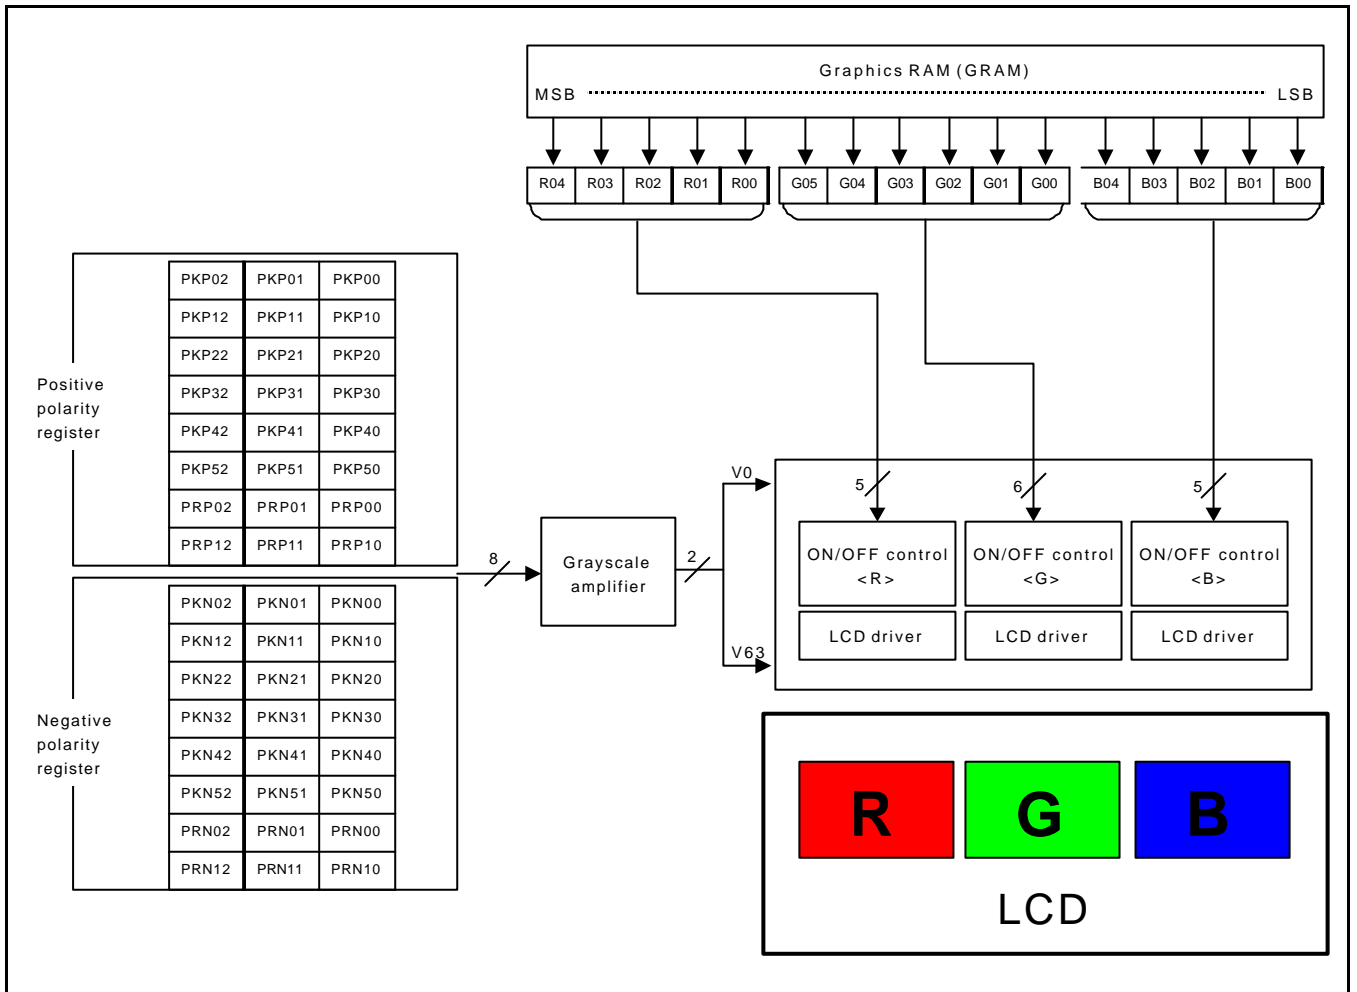 Graphics RAM (GRAM)
MSB LSB
R04 R03 R02 R01 R00 G05 G04 G03 G02 G01 G00 B04 B03 B02 B01 B00
Positive
polarity
register
PKP02 PKP01 PKP00
PKP12 PKP11 PKP10
PKP22 PKP21 PKP20
PKP32 PKP31 PKP30
PKP42 PKP41 PKP40
PKP52 PKP51 PKP50
PRP02 PRP01 PRP00
PRP12 PRP11 PRP10
Negative
polarity
register
PKN02 PKN01 PKN00
PKN12 PKN11 PKN10
PKN22 PKN21 PKN20
PKN32 PKN31 PKN30
PKN42 PKN41 PKN40
PKN52 PKN51 PKN50
PRN02 PRN01 PRN00
PRN12 PRN11 PRN10
8
Grayscale
amplifier
2
V0
V63
5 6 5
ON/OFF control
<R>
ON/OFF control
<G>
ON/OFF control
<B>
LCD driver LCD driver LCD driver
R G B
LCD